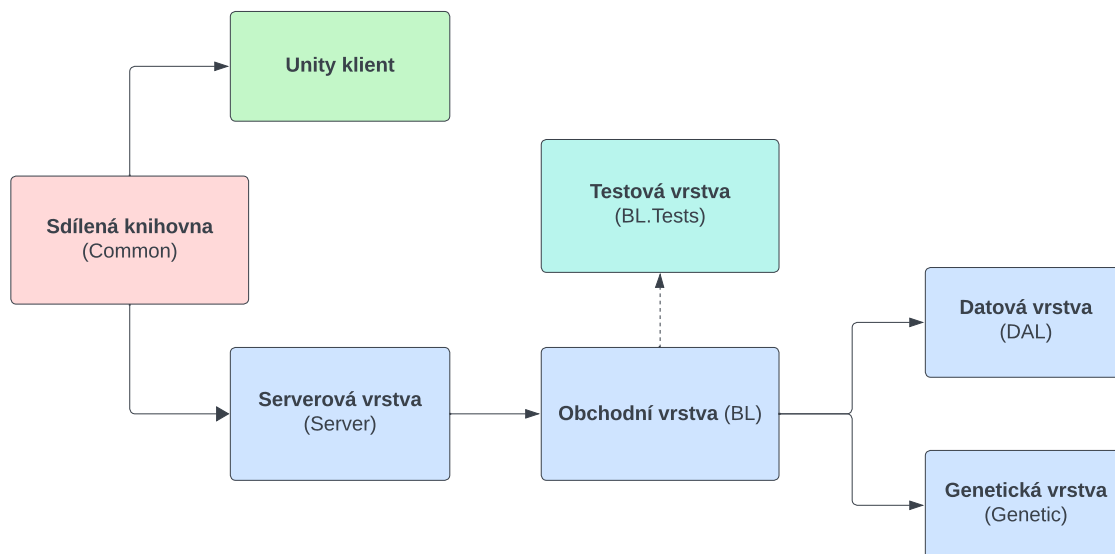 Unity klient
Testová vrstva
(BL.Tests)
Sdílená knihovna
(Common)
Datová vrstva
(DAL)
Serverová vrstva
(Server)
Obchodní vrstva (BL)
Genetická vrstva
(Genetic)